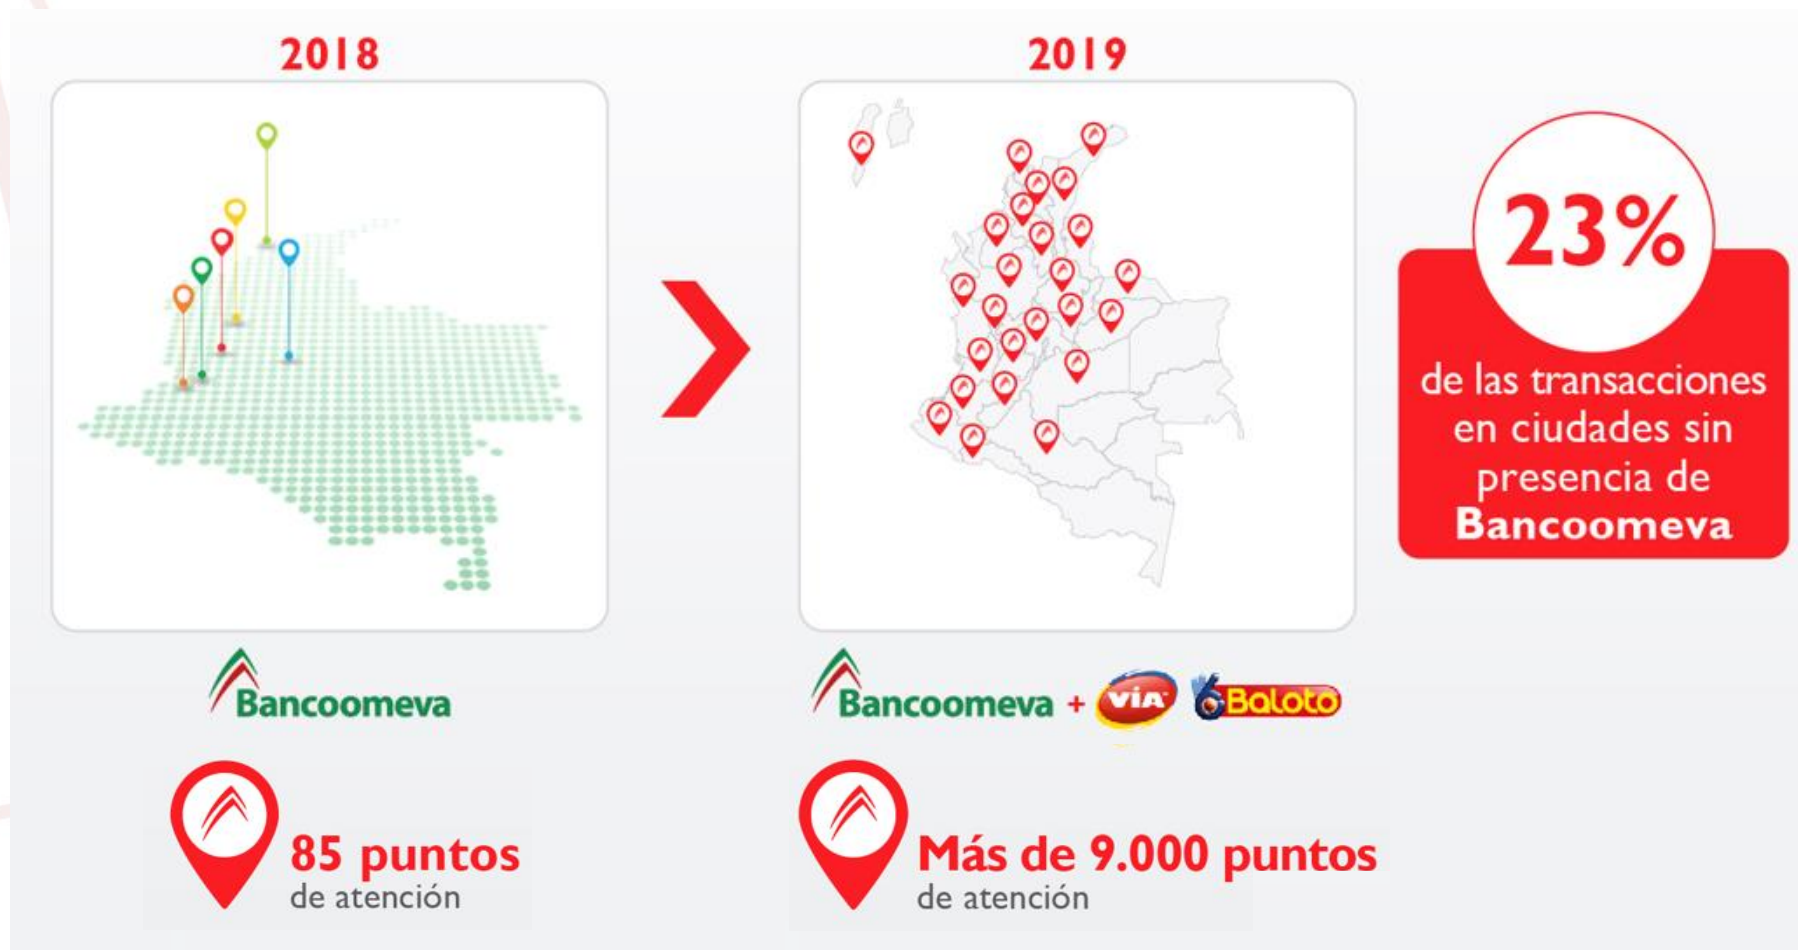 2018
2019
23%
de las transacciones
en ciudades sin
presencia de
Bancoomeva
Bancoomeva
Bancoomeva + VIA Baloto
85 puntos
de atención
Más de 9.000 puntos
de atención